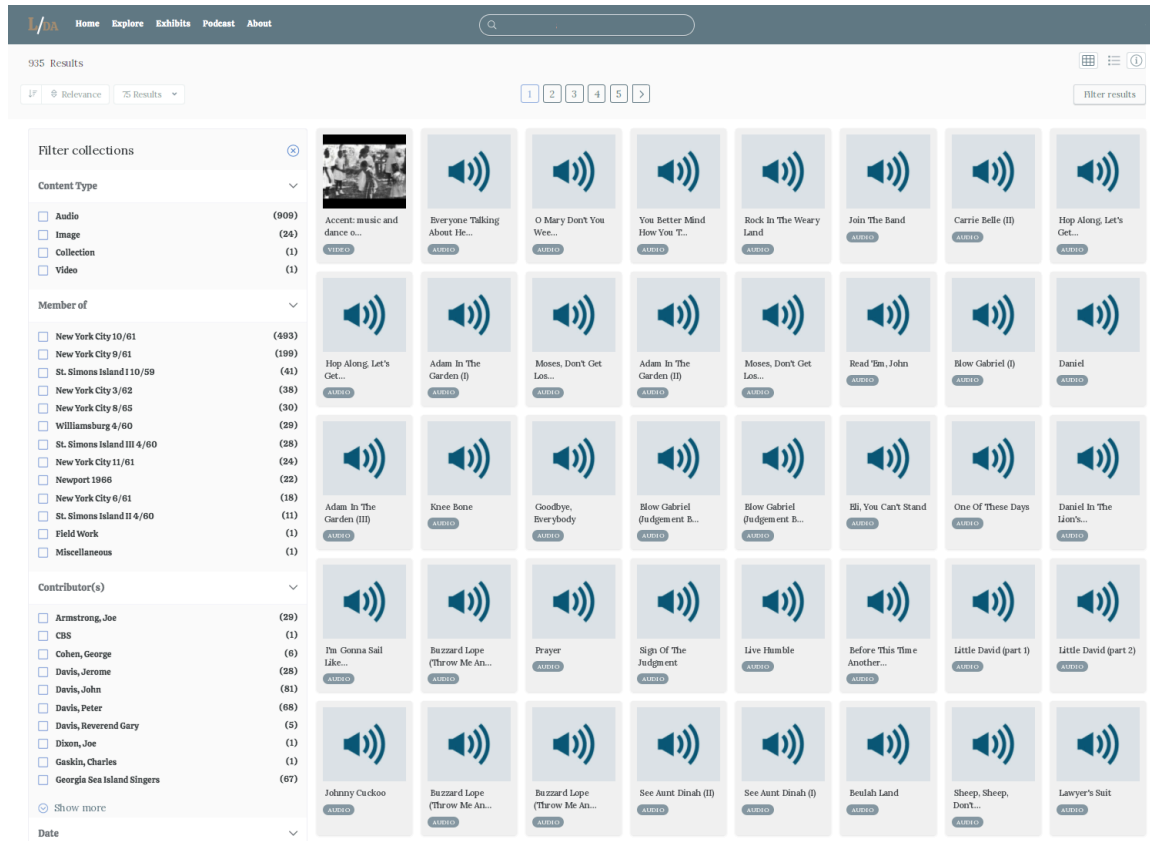 L/DA Home Explore Exhibits Podcast About
935 Results
Relevance 75 Results 1 2 3 4 5 Filter results
Filter collections
Content Type
Audio (909)
Image (24)
Collection (1)
Video (1)
Member of
New York City 10/61 (493)
New York City 9/61 (199)
St. Simons Island I 10/59 (41)
New York City 3/62 (38)
New York City 8/65 (30)
Williamsburg 4/60 (29)
St. Simons Island III 4/60 (28)
New York City 11/61 (24)
Newport 1966 (22)
New York City 6/61 (18)
St. Simons Island II 4/60 (11)
Field Work (1)
Miscellaneous (1)
Contributor(s)
Armstrong, Joe (29)
CBS (1)
Cohen, George (6)
Davis, Jerome (28)
Davis, John (81)
Davis, Peter (68)
Davis, Reverend Gary (5)
Dixon, Joe (1)
Gaskin, Charles (1)
Georgia Sea Island Singers (67)
Show more
Date
Accent: music and
dance o...
VIDEO
Everyone Talking
About He...
AUDIO
O Mary Don't You
Wee...
AUDIO
You Better Mind
How You T...
AUDIO
Rock In The Weary
Land
AUDIO
Join The Band
AUDIO
Carrie Belle (II)
AUDIO
Hop Along, Let's
Get...
AUDIO
Hop Along, Let's
Get...
AUDIO
Adam In The
Garden (I)
AUDIO
Moses, Don't Get
Los...
AUDIO
Adam In The
Garden (II)
AUDIO
Moses, Don't Get
Los...
AUDIO
Read 'Em, John
AUDIO
Blow Gabriel (I)
AUDIO
Daniel
AUDIO
Adam In The
Garden (III)
AUDIO
Knee Bone
AUDIO
Goodbye,
Everybody
AUDIO
Blow Gabriel
(Judgement B...
AUDIO
Blow Gabriel
(Judgement B...
AUDIO
Eli, You Can't Stand
AUDIO
One Of These Days
AUDIO
Daniel In The
Lion's...
AUDIO
I'm Gonna Sail
Like...
AUDIO
Buzzard Lope
(Throw Me An...
AUDIO
Prayer
AUDIO
Sign Of The
Judgment
AUDIO
Live Humble
AUDIO
Before This Time
Another...
AUDIO
Little David (part 1)
AUDIO
Little David (part 2)
AUDIO
Johnny Cuckoo
AUDIO
Buzzard Lope
(Throw Me An...
AUDIO
Buzzard Lope
(Throw Me An...
AUDIO
See Aunt Dinah (II)
AUDIO
See Aunt Dinah (I)
AUDIO
Beulah Land
AUDIO
Sheep, Sheep,
Don't...
AUDIO
Lawyer's Suit
AUDIO